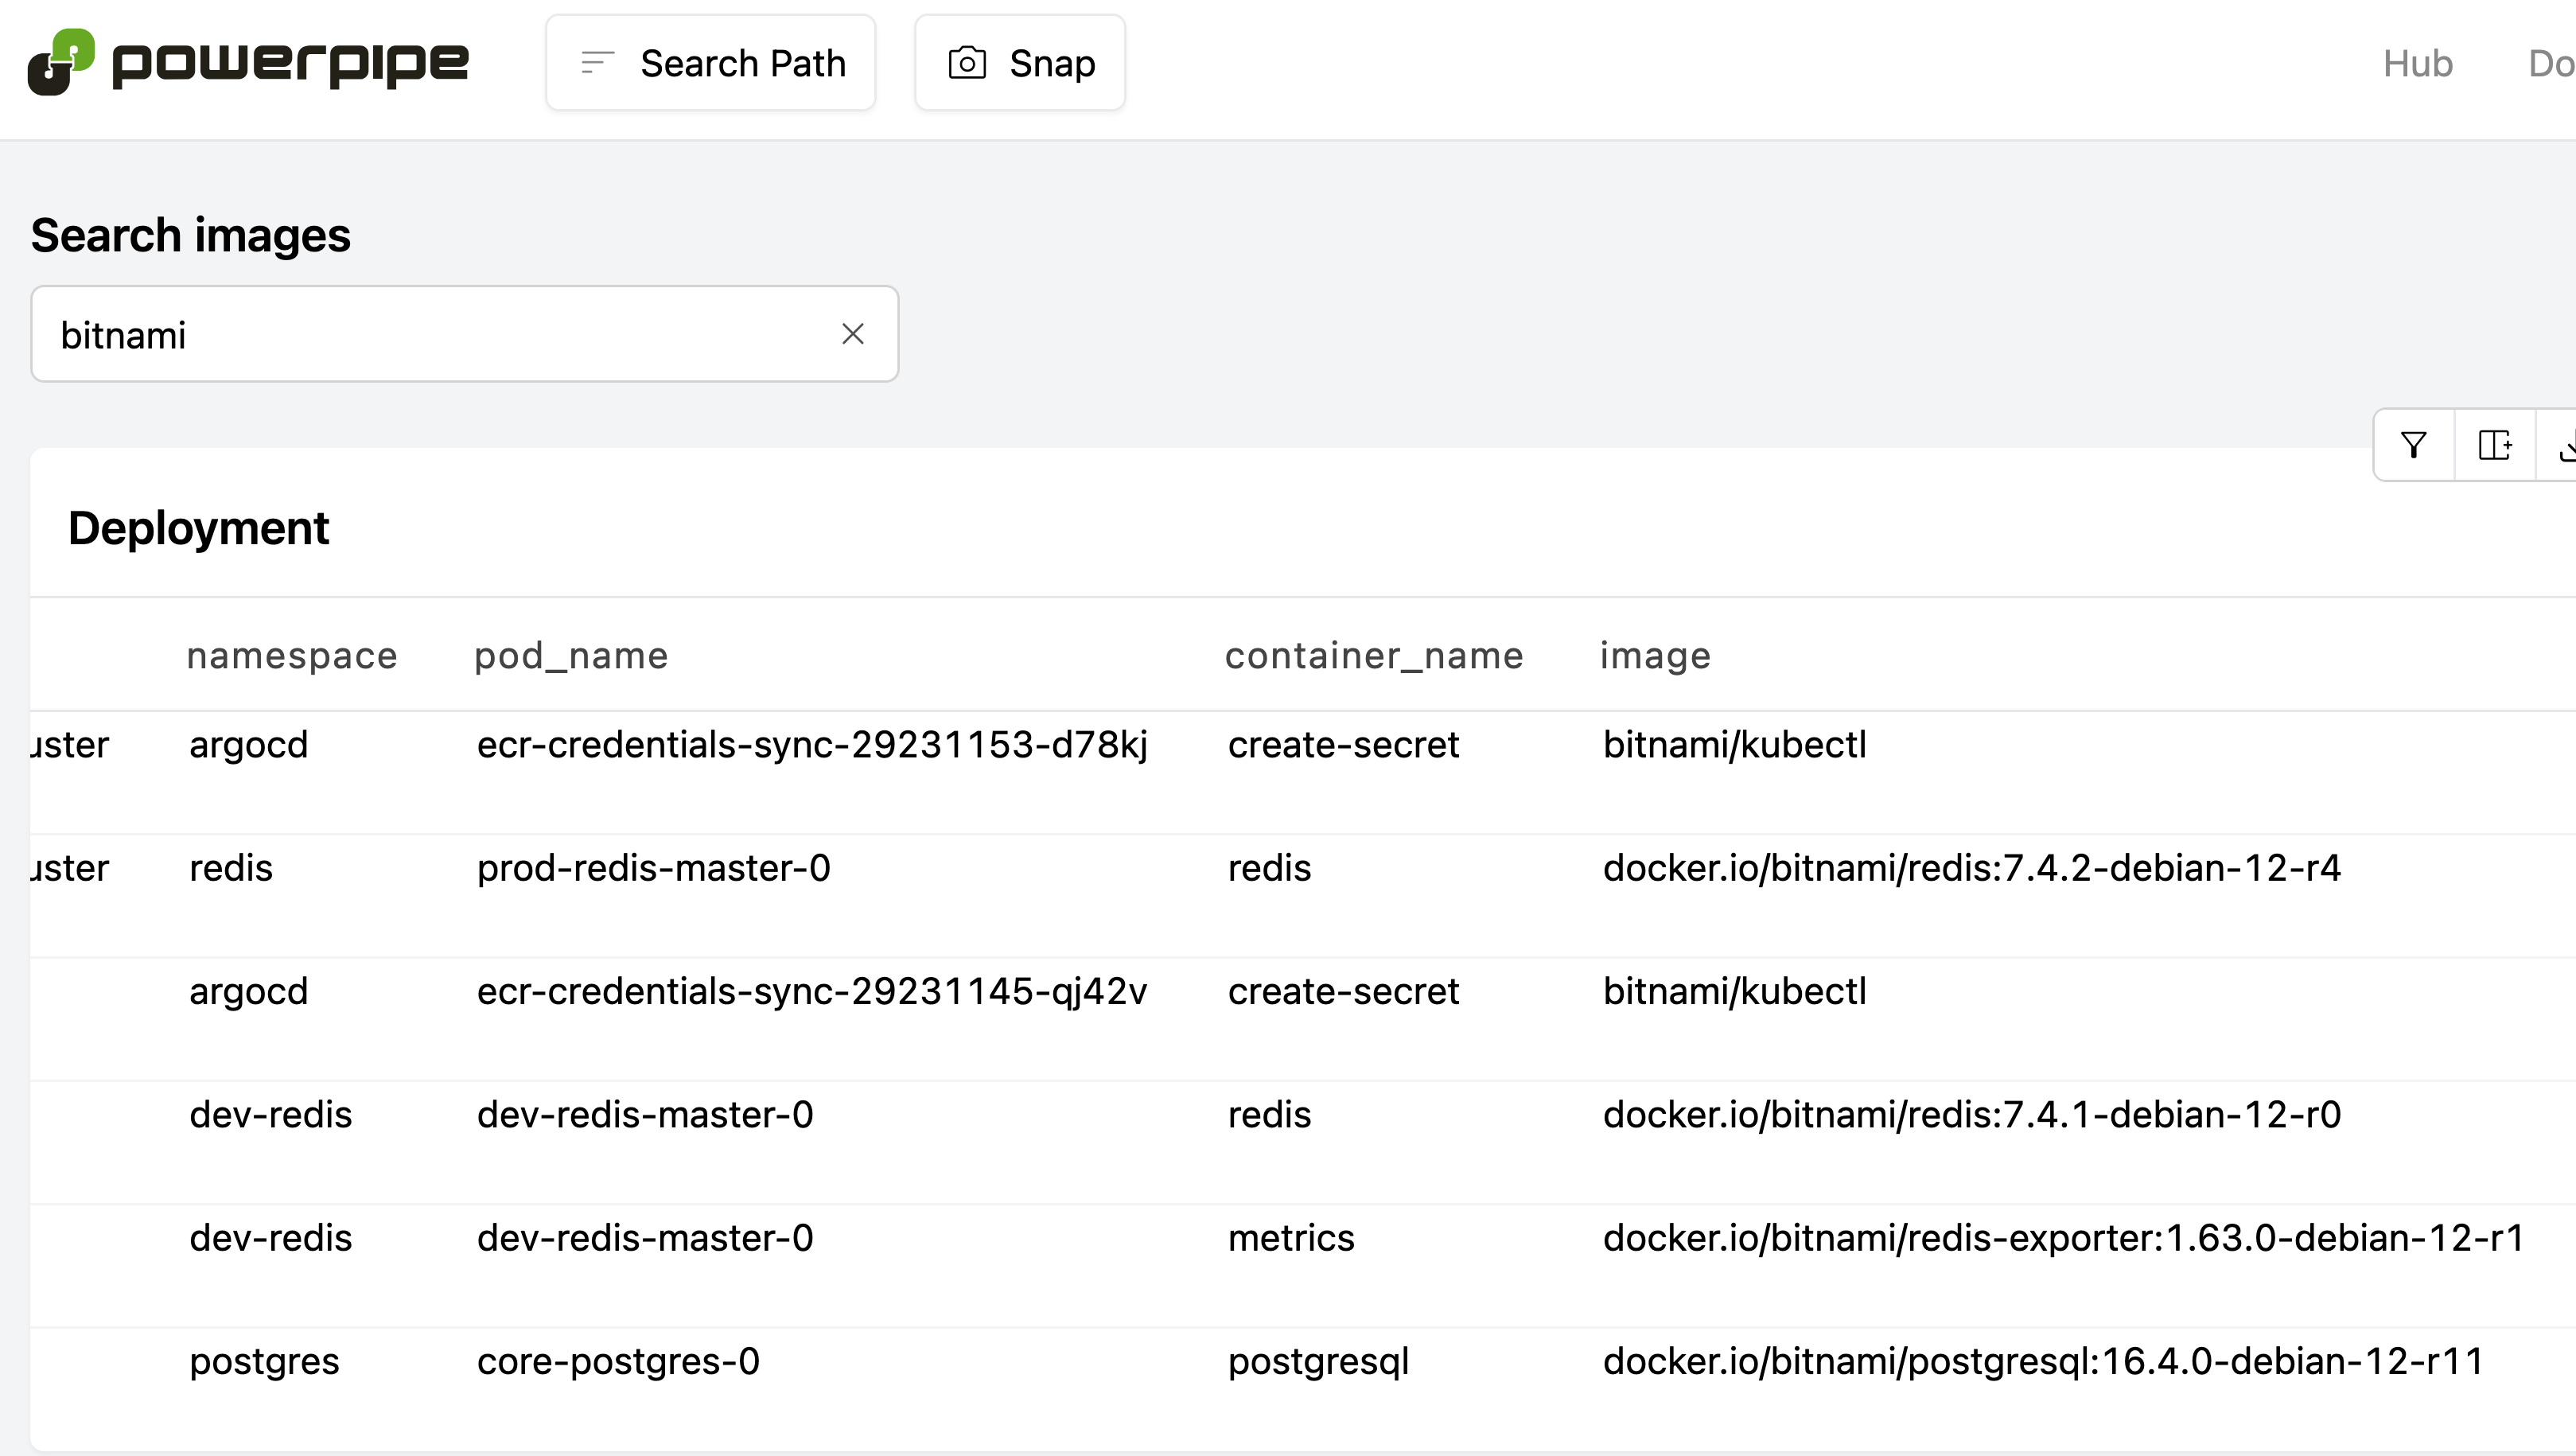 powerpipe Search Path Snap Hub Do
Search images
bitnami
Deployment
namespace pod_name container_name image
uster argocd ecr-credentials-sync-29231153-d78kj create-secret bitnami/kubectl
uster redis prod-redis-master-0 redis docker.io/bitnami/redis:7.4.2-debian-12-r4
argocd ecr-credentials-sync-29231145-qj42v create-secret bitnami/kubectl
dev-redis dev-redis-master-0 redis docker.io/bitnami/redis:7.4.1-debian-12-r0
dev-redis dev-redis-master-0 metrics docker.io/bitnami/redis-exporter:1.63.0-debian-12-r1
postgres core-postgres-0 postgresql docker.io/bitnami/postgresql:16.4.0-debian-12-r11